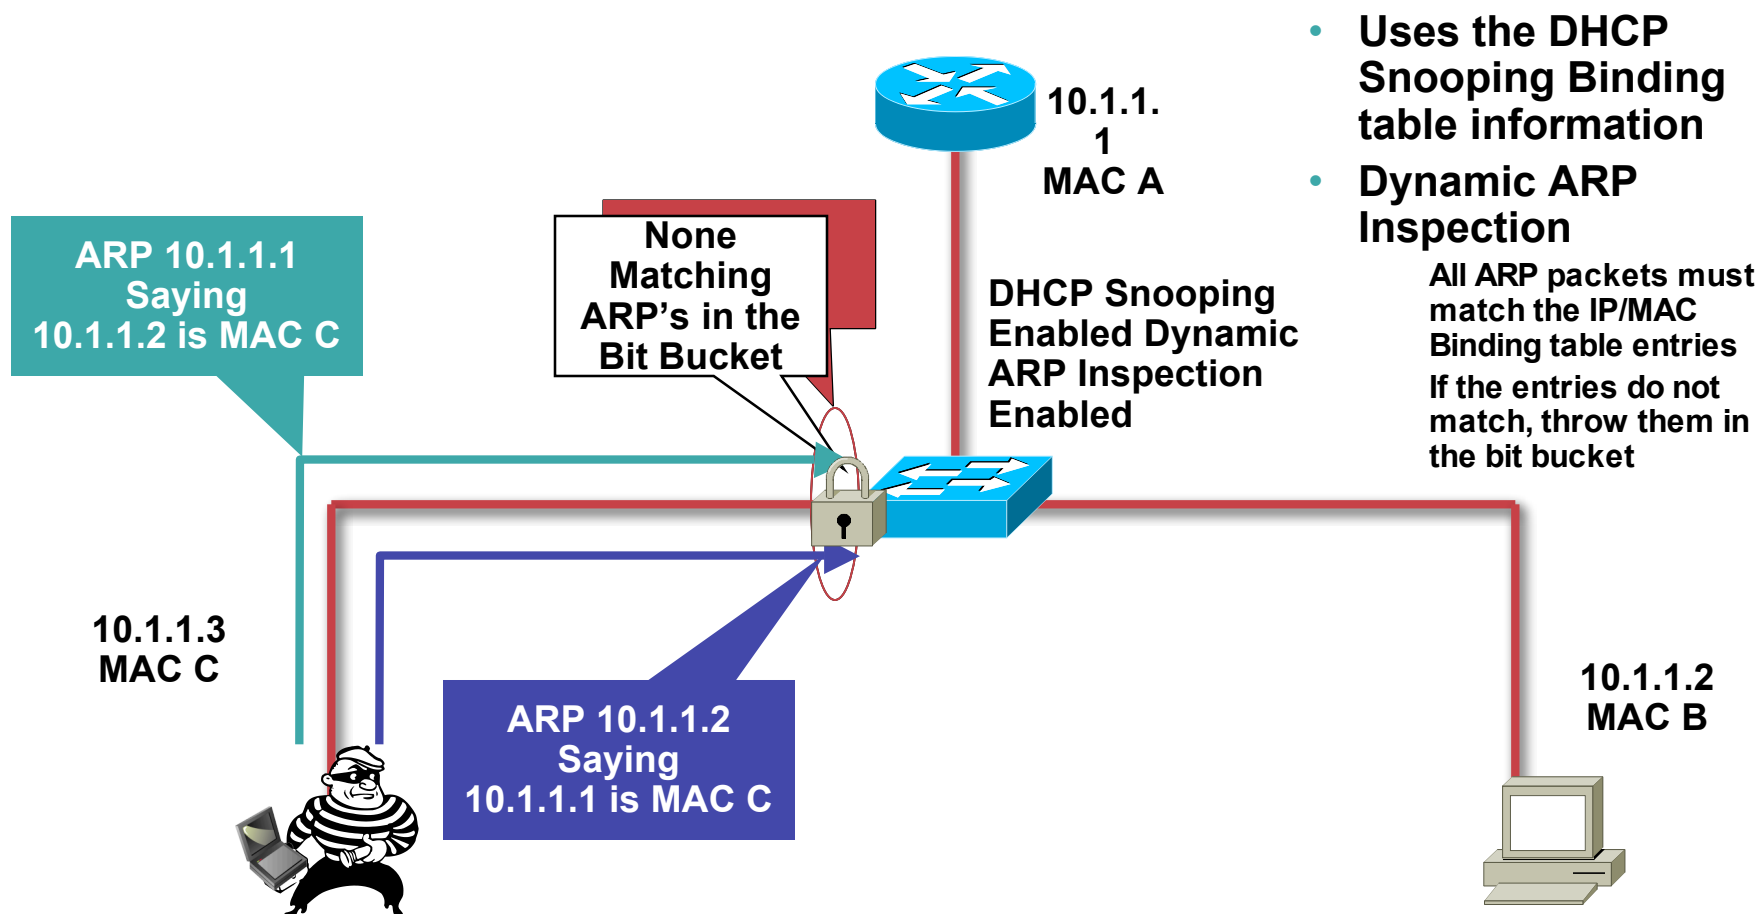 • Uses the DHCP
Snooping Binding
table information
• Dynamic ARP
Inspection
All ARP packets must
match the IP/MAC
Binding table entries
If the entries do not
match, throw them in
the bit bucket
10.1.1.
1
MAC A
ARP 10.1.1.1
Saying
10.1.1.2 is MAC C
None
Matching
ARP’s in the
Bit Bucket
DHCP Snooping
Enabled Dynamic
ARP Inspection
Enabled
10.1.1.3
MAC C
ARP 10.1.1.2
Saying
10.1.1.1 is MAC C
10.1.1.2
MAC B